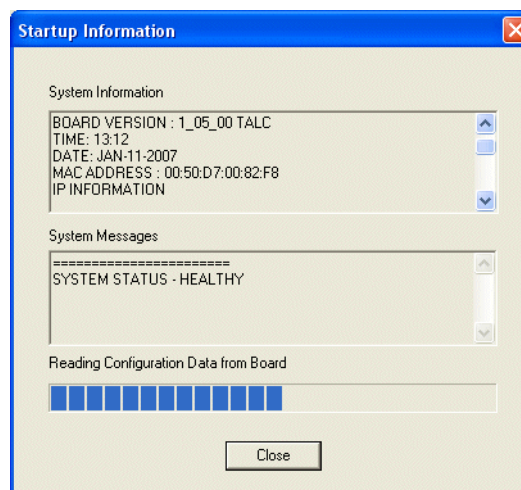 Startup Information
System Information
BOARD VERSION : 1_05_00 TALC
TIME: 13:12
DATE: JAN-11-2007
MAC ADDRESS : 00:50:D7:00:82:F8
IP INFORMATION
System Messages
=======================
SYSTEM STATUS - HEALTHY
Reading Configuration Data from Board
Close